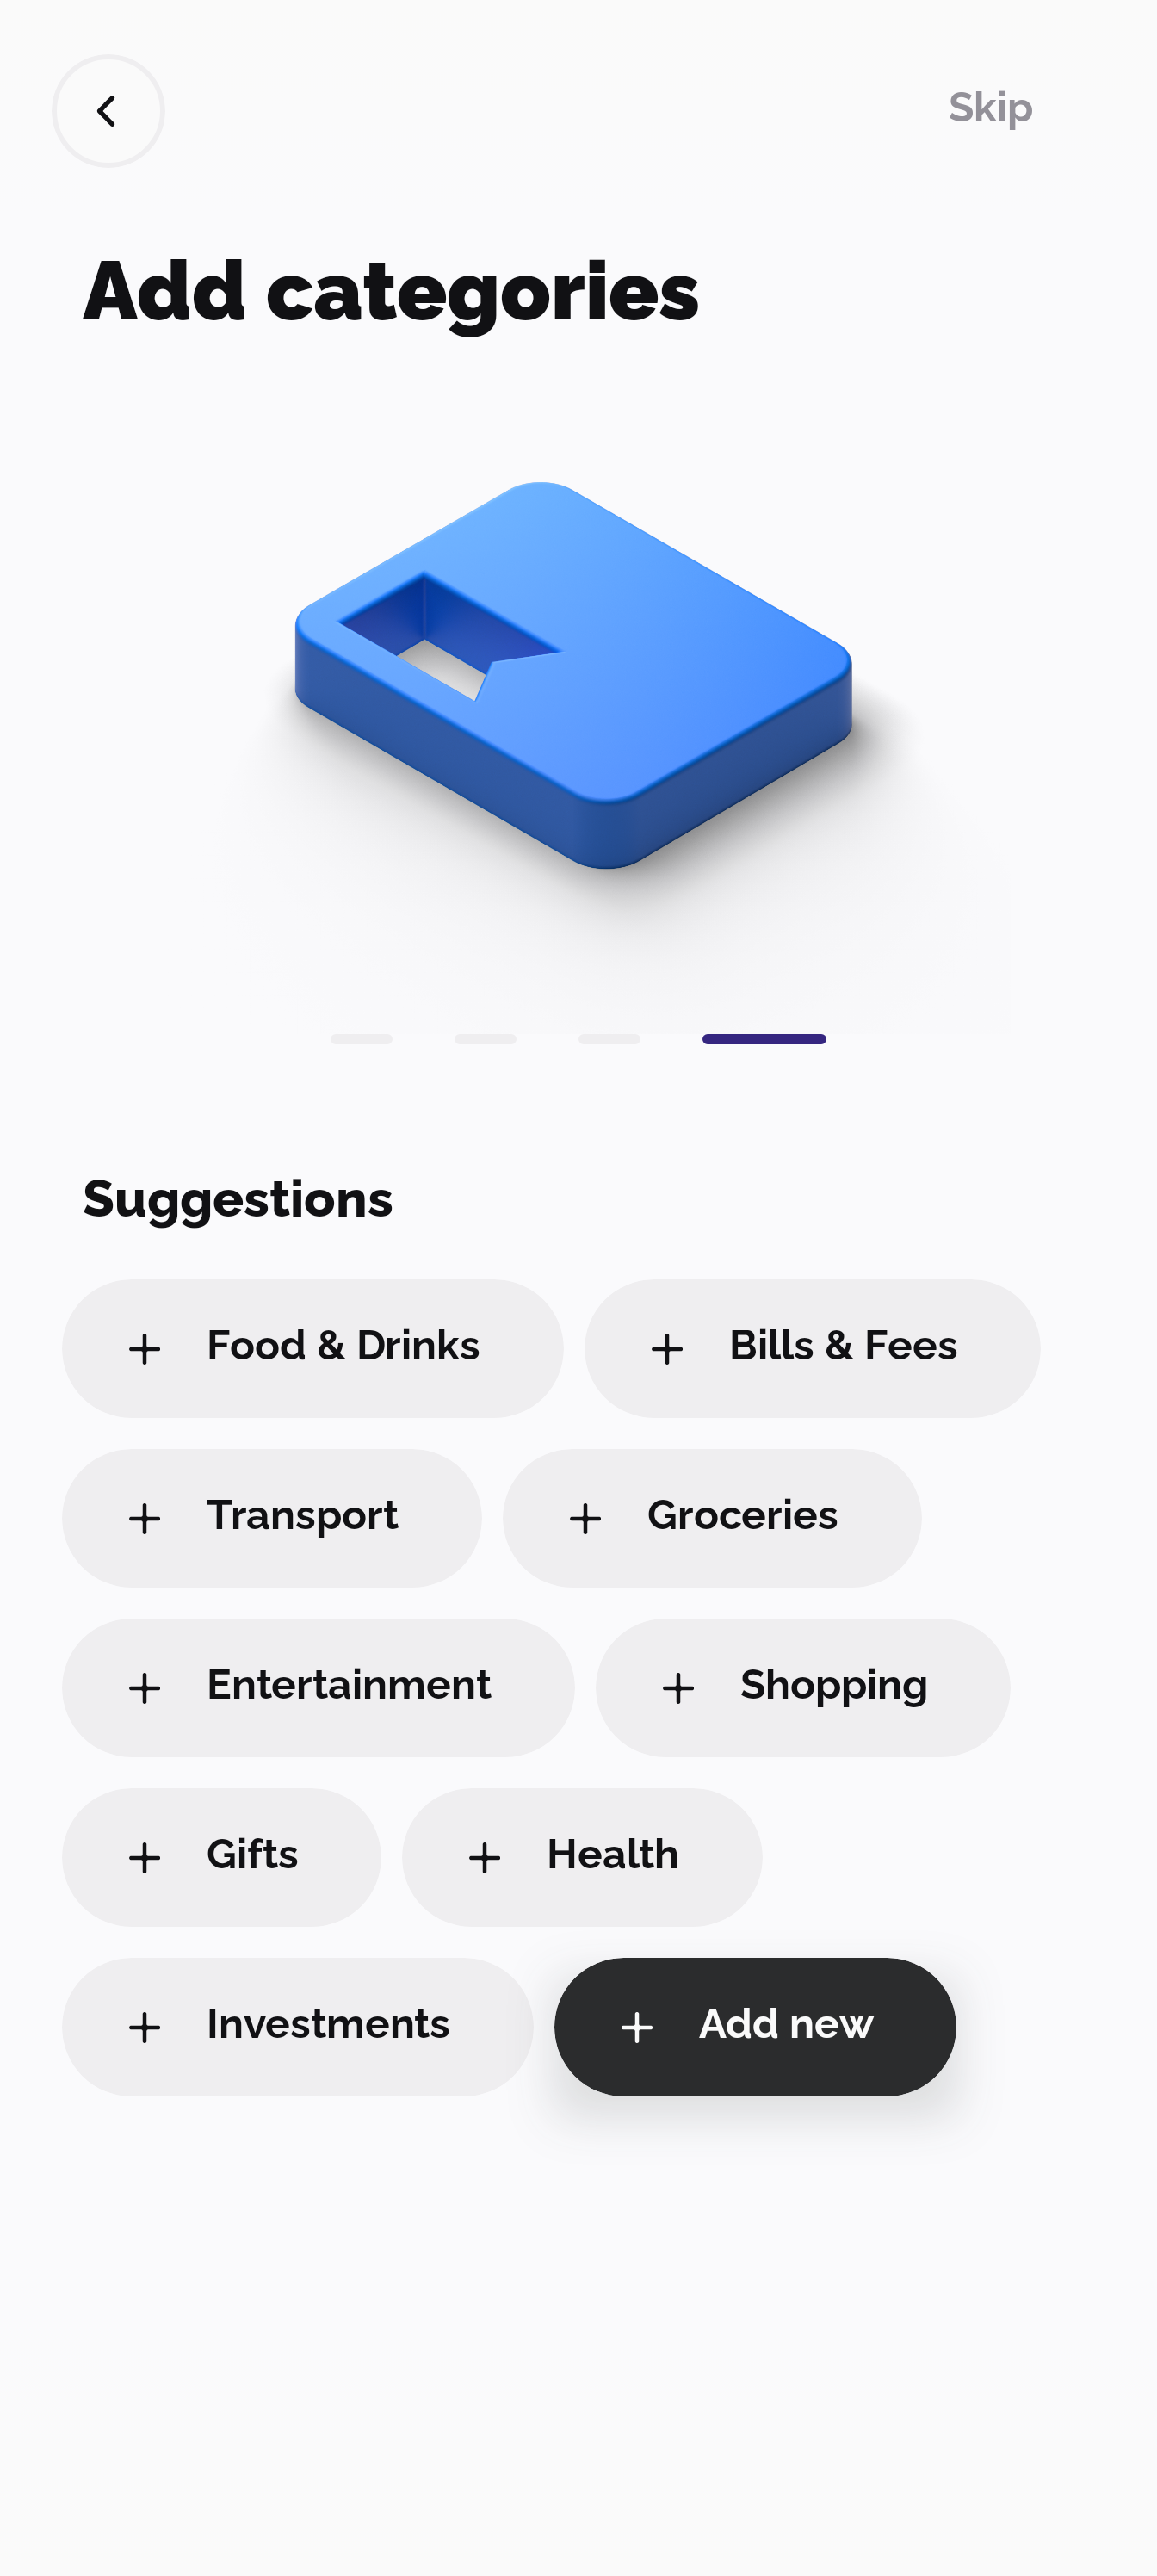 Skip
Add categories
Suggestions
Food & Drinks
Bills & Fees
Transport
Groceries
Entertainment
Shopping
Gifts
Health
Investments
Add new